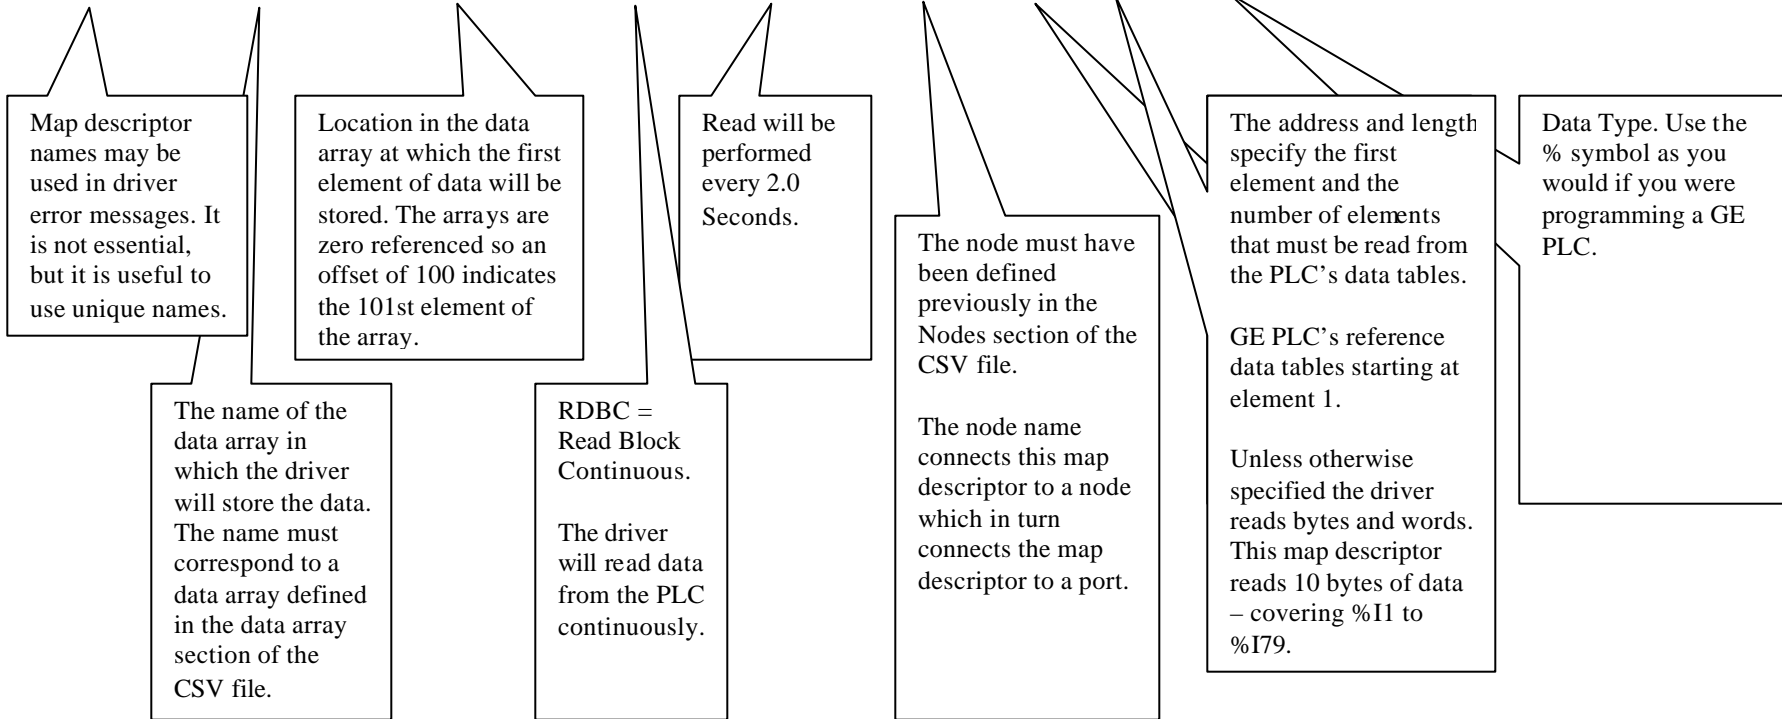 Map descriptor
names may be
used in driver
error messages. It
is not essential,
but it is useful to
use unique names.
The name of the
data array in
which the driver
will store the data.
The name must
correspond to a
data array defined
in the data array
section of the
CSV file.
Location in the data
array at which the first
element of data will be
stored. The arrays are
zero referenced so an
offset of 100 indicates
the 101st element of
the array.
RDBC =
Read Block
Continuous.
The driver
will read data
from the PLC
continuously.
Read will be
performed
every 2.0
Seconds.
The node must have
been defined
previously in the
Nodes section of the
CSV file.
The node name
connects this map
descriptor to a node
which in turn
connects the map
descriptor to a port.
The address and length
specify the first
element and the
number of elements
that must be read from
the PLC’s data tables.
GE PLC’s reference
data tables starting at
element 1.
Unless otherwise
specified the driver
reads bytes and words.
This map descriptor
reads 10 bytes of data
– covering %I1 to
%I79.
Data Type. Use the
% symbol as you
would if you were
programming a GE
PLC.